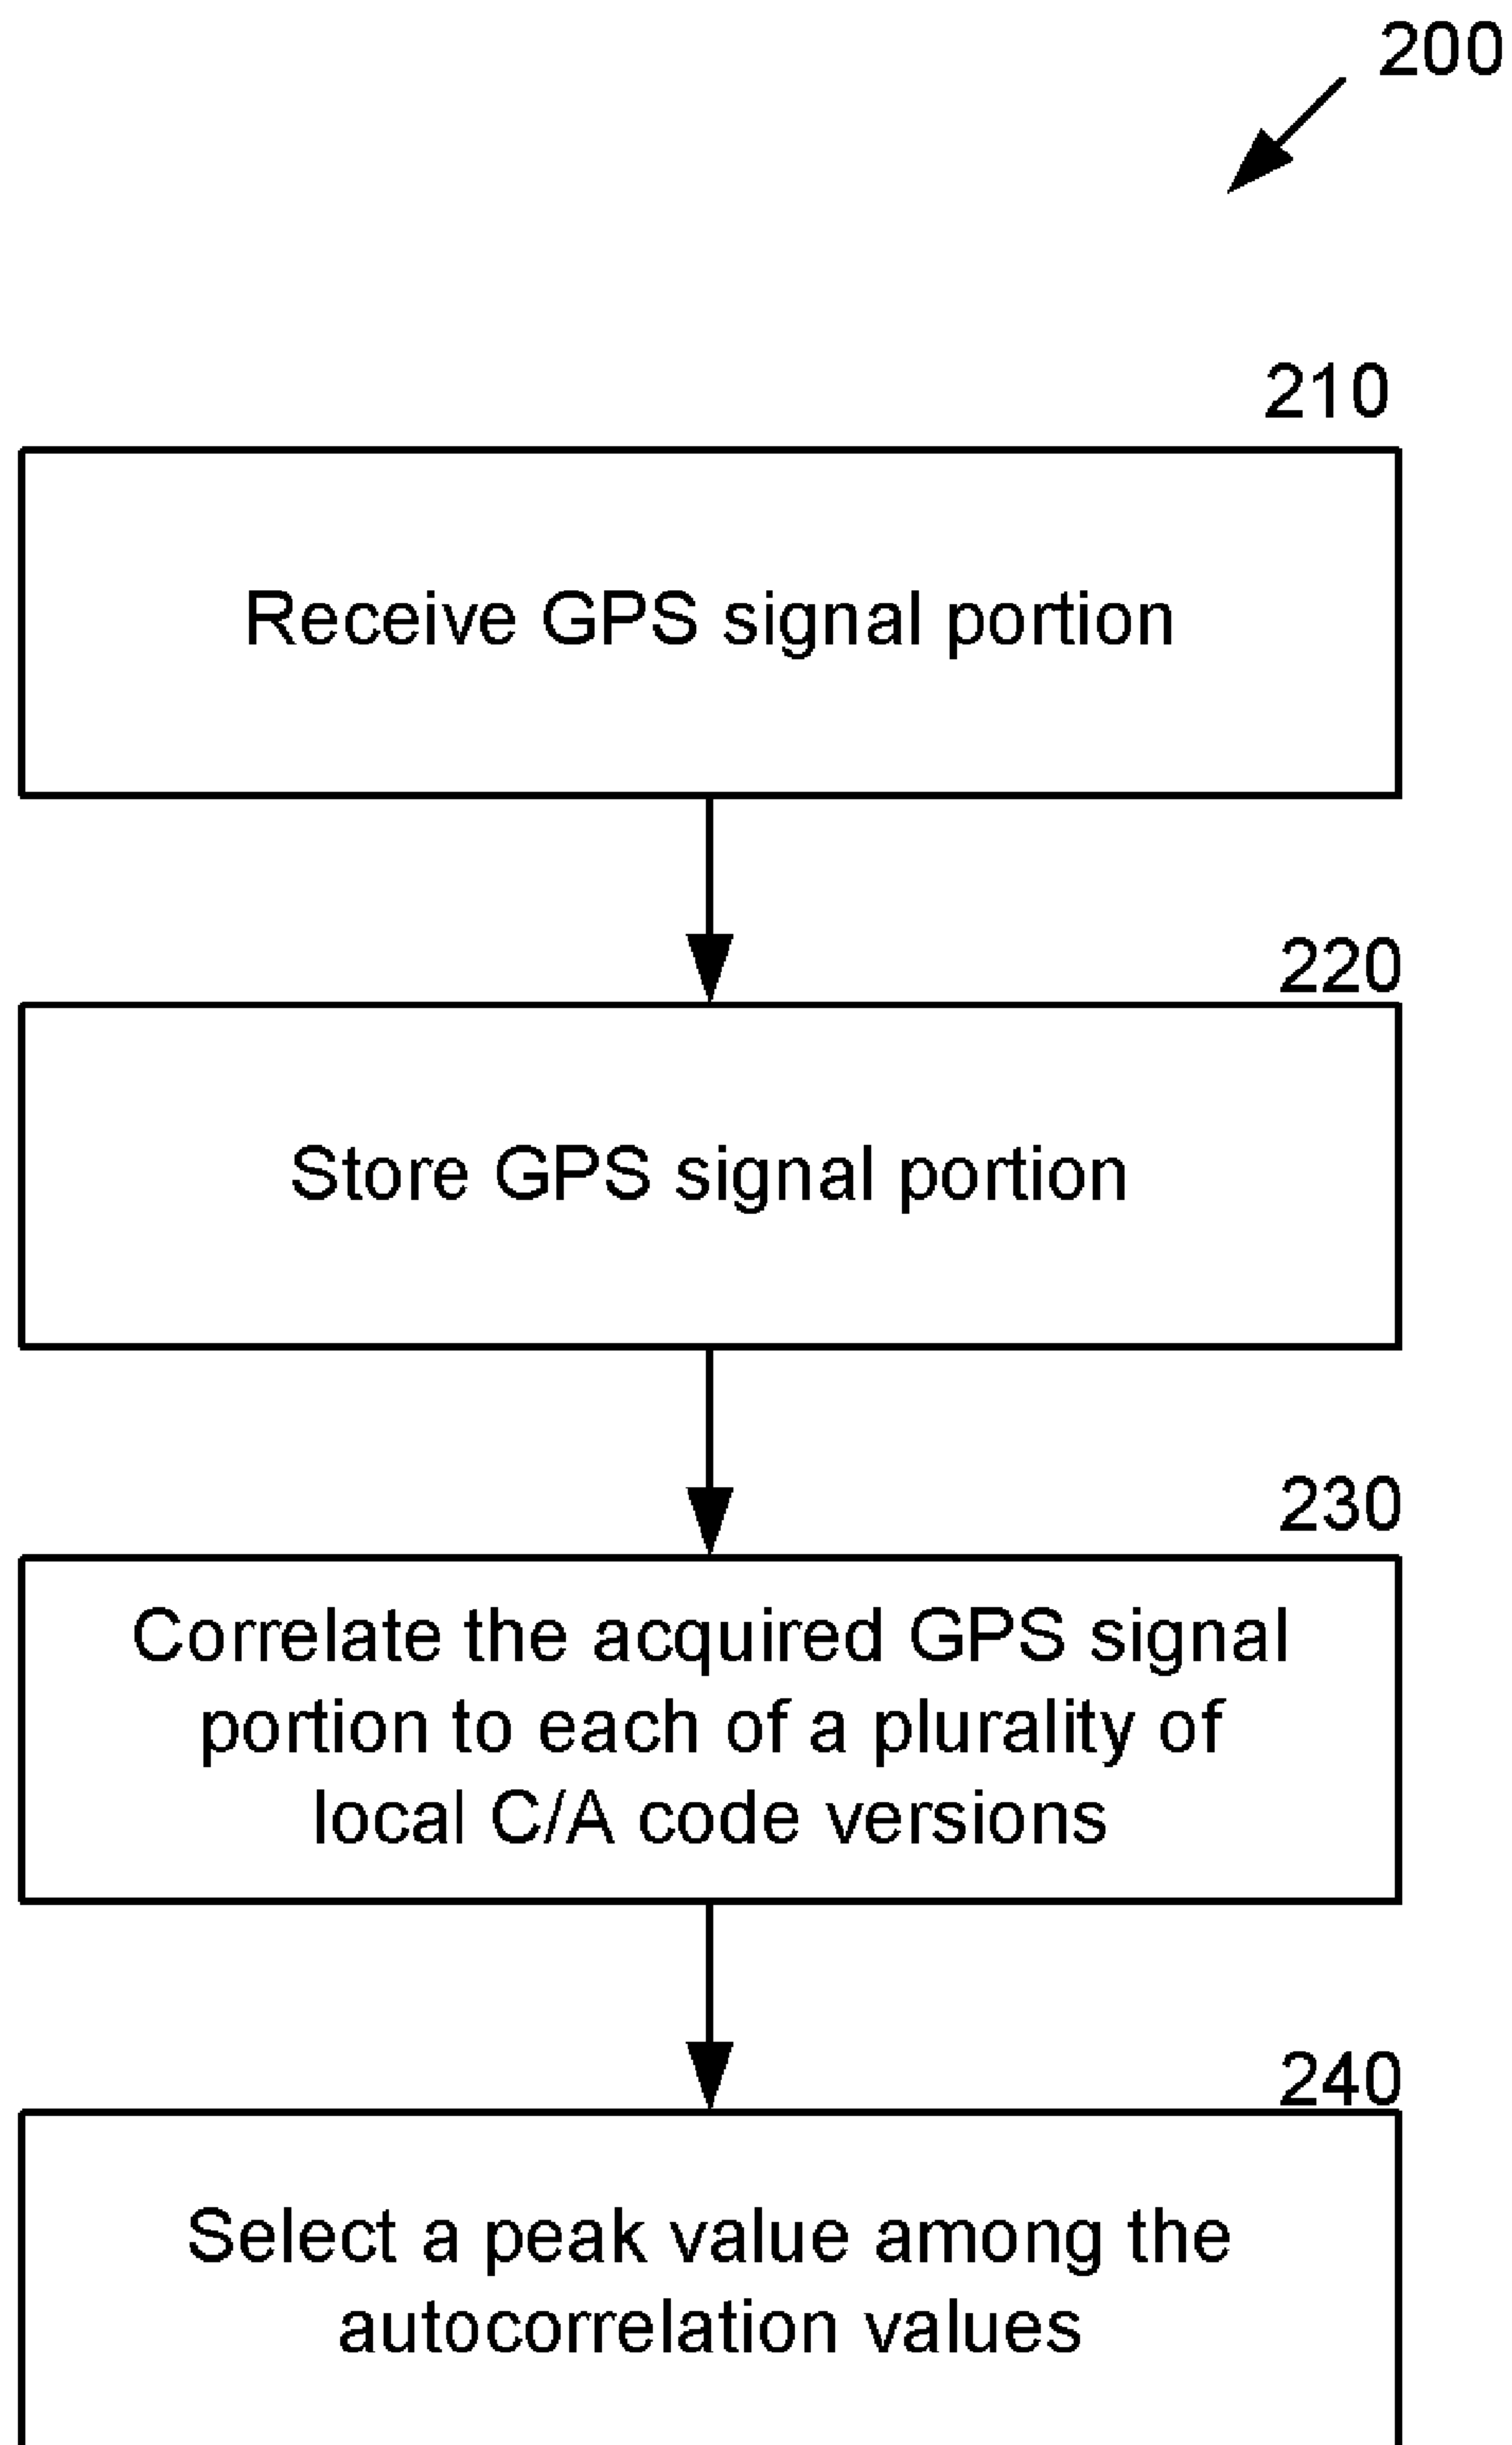 200
210
Receive GPS signal portion
220
Store GPS signal portion
230
Correlate the acquired GPS signal
portion to each of a plurality of
local C/A code versions
240
Select a peak value among the
autocorrelation values